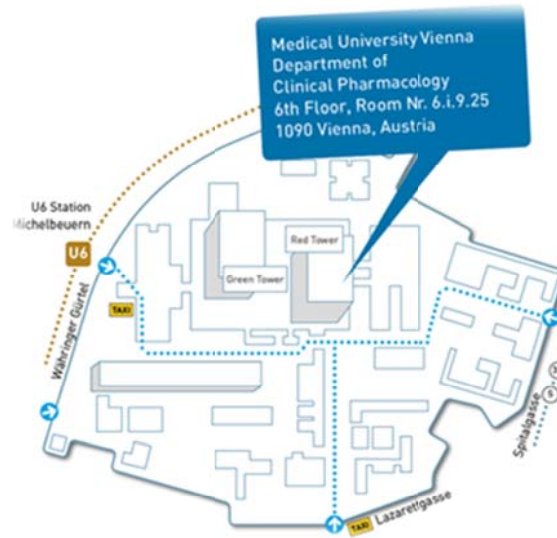 Medical University Vienna
Department of
Clinical Pharmacology
6th Floor, Room Nr. 6.i.9.25
1090 Vienna, Austria
U6 Station
Michelbeuern
U6
Red Tower
Green Tower
TAXI
Währinger Gürtel
Spitalgasse
TAXI
Lazarettgasse